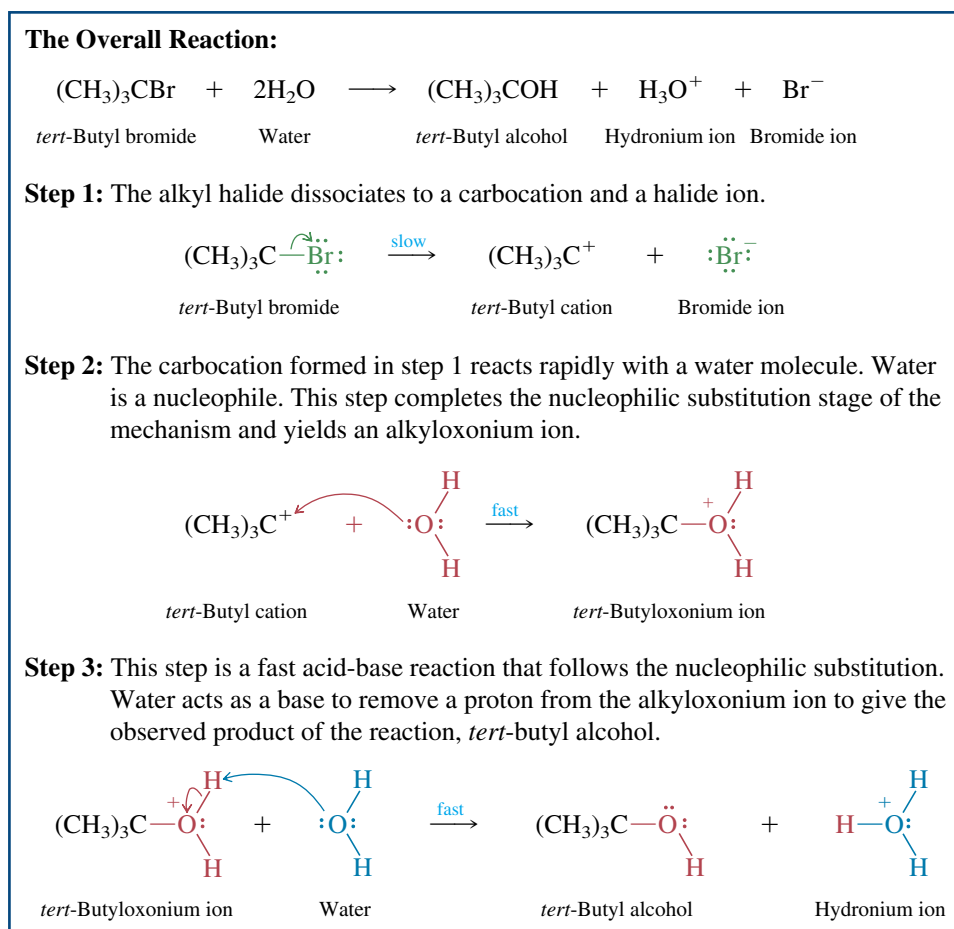 The Overall Reaction:
(CH₃)₃CBr + 2H₂O ⟶ (CH₃)₃COH + H₃O⁺ + Br⁻
tert-Butyl bromide Water tert-Butyl alcohol Hydronium ion Bromide ion
Step 1: The alkyl halide dissociates to a carbocation and a halide ion.
slow
(CH₃)₃C—Br ⟶ (CH₃)₃C⁺ + Br⁻
tert-Butyl bromide tert-Butyl cation Bromide ion
Step 2: The carbocation formed in step 1 reacts rapidly with a water molecule. Water
is a nucleophile. This step completes the nucleophilic substitution stage of the
mechanism and yields an alkyloxonium ion.
H H
fast +
(CH₃)₃C⁺ + :O: ⟶ (CH₃)₃C—O:
H H
tert-Butyl cation Water tert-Butyloxonium ion
Step 3: This step is a fast acid-base reaction that follows the nucleophilic substitution.
Water acts as a base to remove a proton from the alkyloxonium ion to give the
observed product of the reaction, tert-butyl alcohol.
H H H
+ fast +
(CH₃)₃C—O: + :O: ⟶ (CH₃)₃C—O: + H—O:
H H H H
tert-Butyloxonium ion Water tert-Butyl alcohol Hydronium ion